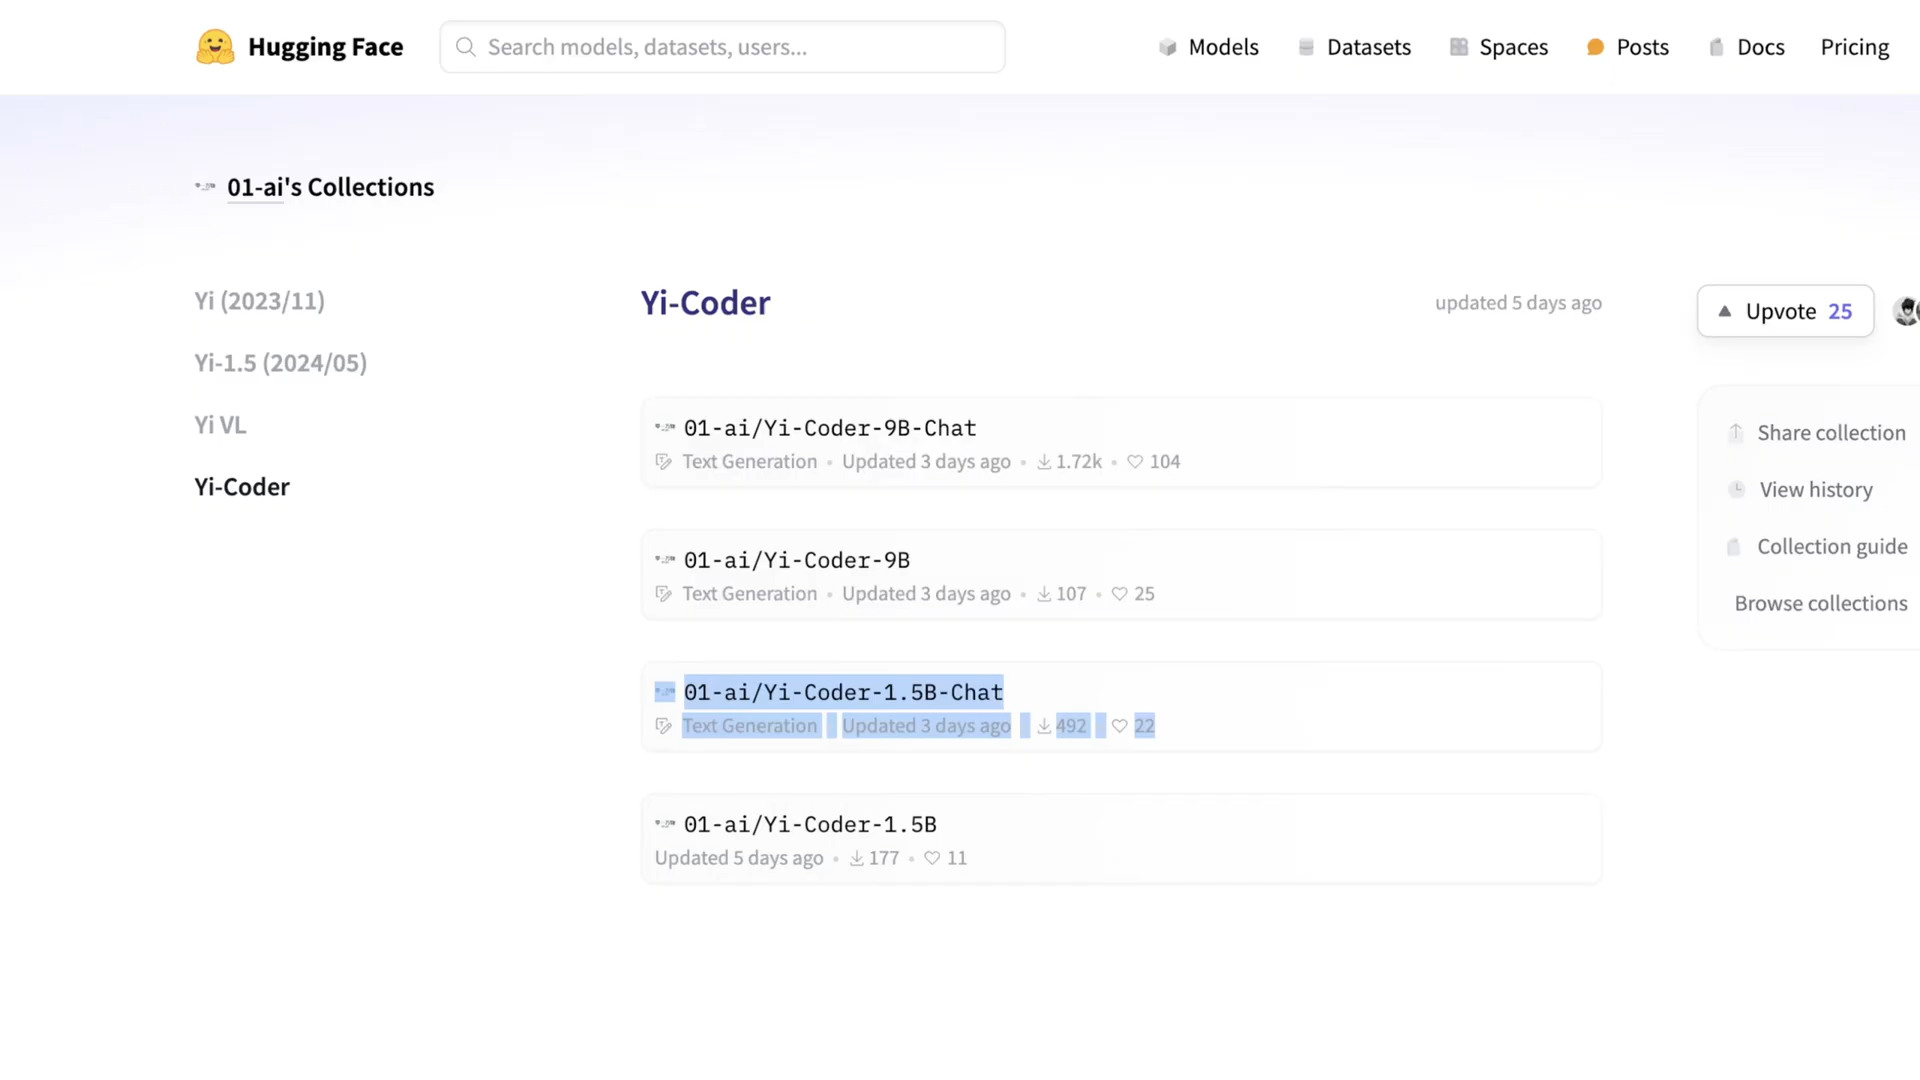 Hugging Face
Search models, datasets, users...
Models
Datasets
Spaces
Posts
Docs
Pricing
01-ai's Collections
Yi (2023/11)
Yi-1.5 (2024/05)
Yi VL
Yi-Coder
Yi-Coder
updated 5 days ago
01-ai/Yi-Coder-9B-Chat
Text Generation • Updated 3 days ago • 1.72k • 104
01-ai/Yi-Coder-9B
Text Generation • Updated 3 days ago • 107 • 25
01-ai/Yi-Coder-1.5B-Chat
Text Generation Updated 3 days ago 492 22
01-ai/Yi-Coder-1.5B
Updated 5 days ago • 177 • 11
Upvote 25
Share collection
View history
Collection guide
Browse collections